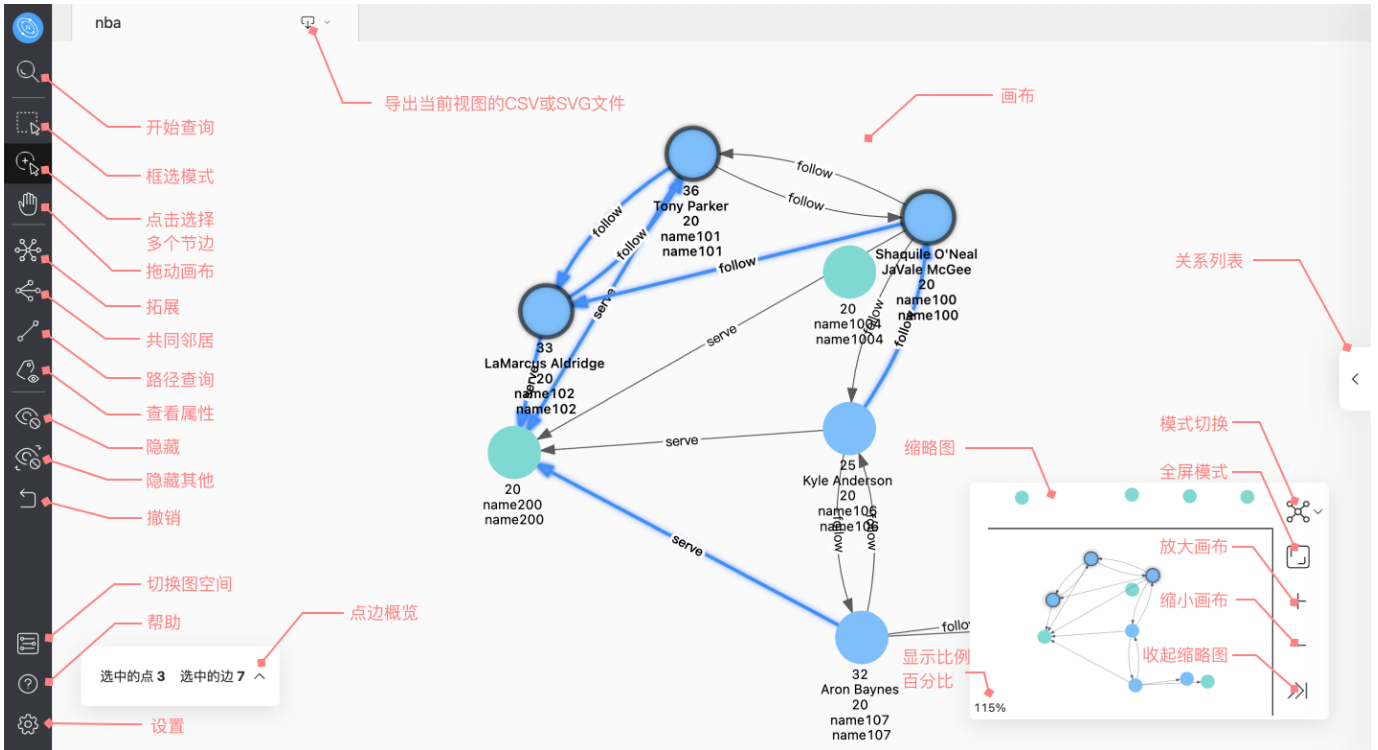 nba
导出当前视图的CSV或SVG文件
画布
开始查询
框选模式
点击选择
多个节边
拖动画布
拓展
共同邻居
路径查询
查看属性
隐藏
隐藏其他
撤销
切换图空间
帮助
设置
点边概览
选中的点 3 选中的边 7
follow
follow
36
Tony Parker
20
name101
name101
follow
follow
follow
Shaquile O'Neal
JaVale McGee
20
name100
name100
20
name1004
name1004
follow
follow
serve
serve
33
LaMarcus Aldridge
20
name102
name102
serve
serve
20
name200
name200
25
Kyle Anderson
20
name106
name106
follow
follow
serve
32
Aron Baynes
20
name107
name107
follow
关系列表
模式切换
缩略图
全屏模式
放大画布
缩小画布
收起缩略图
显示比例
百分比
115%